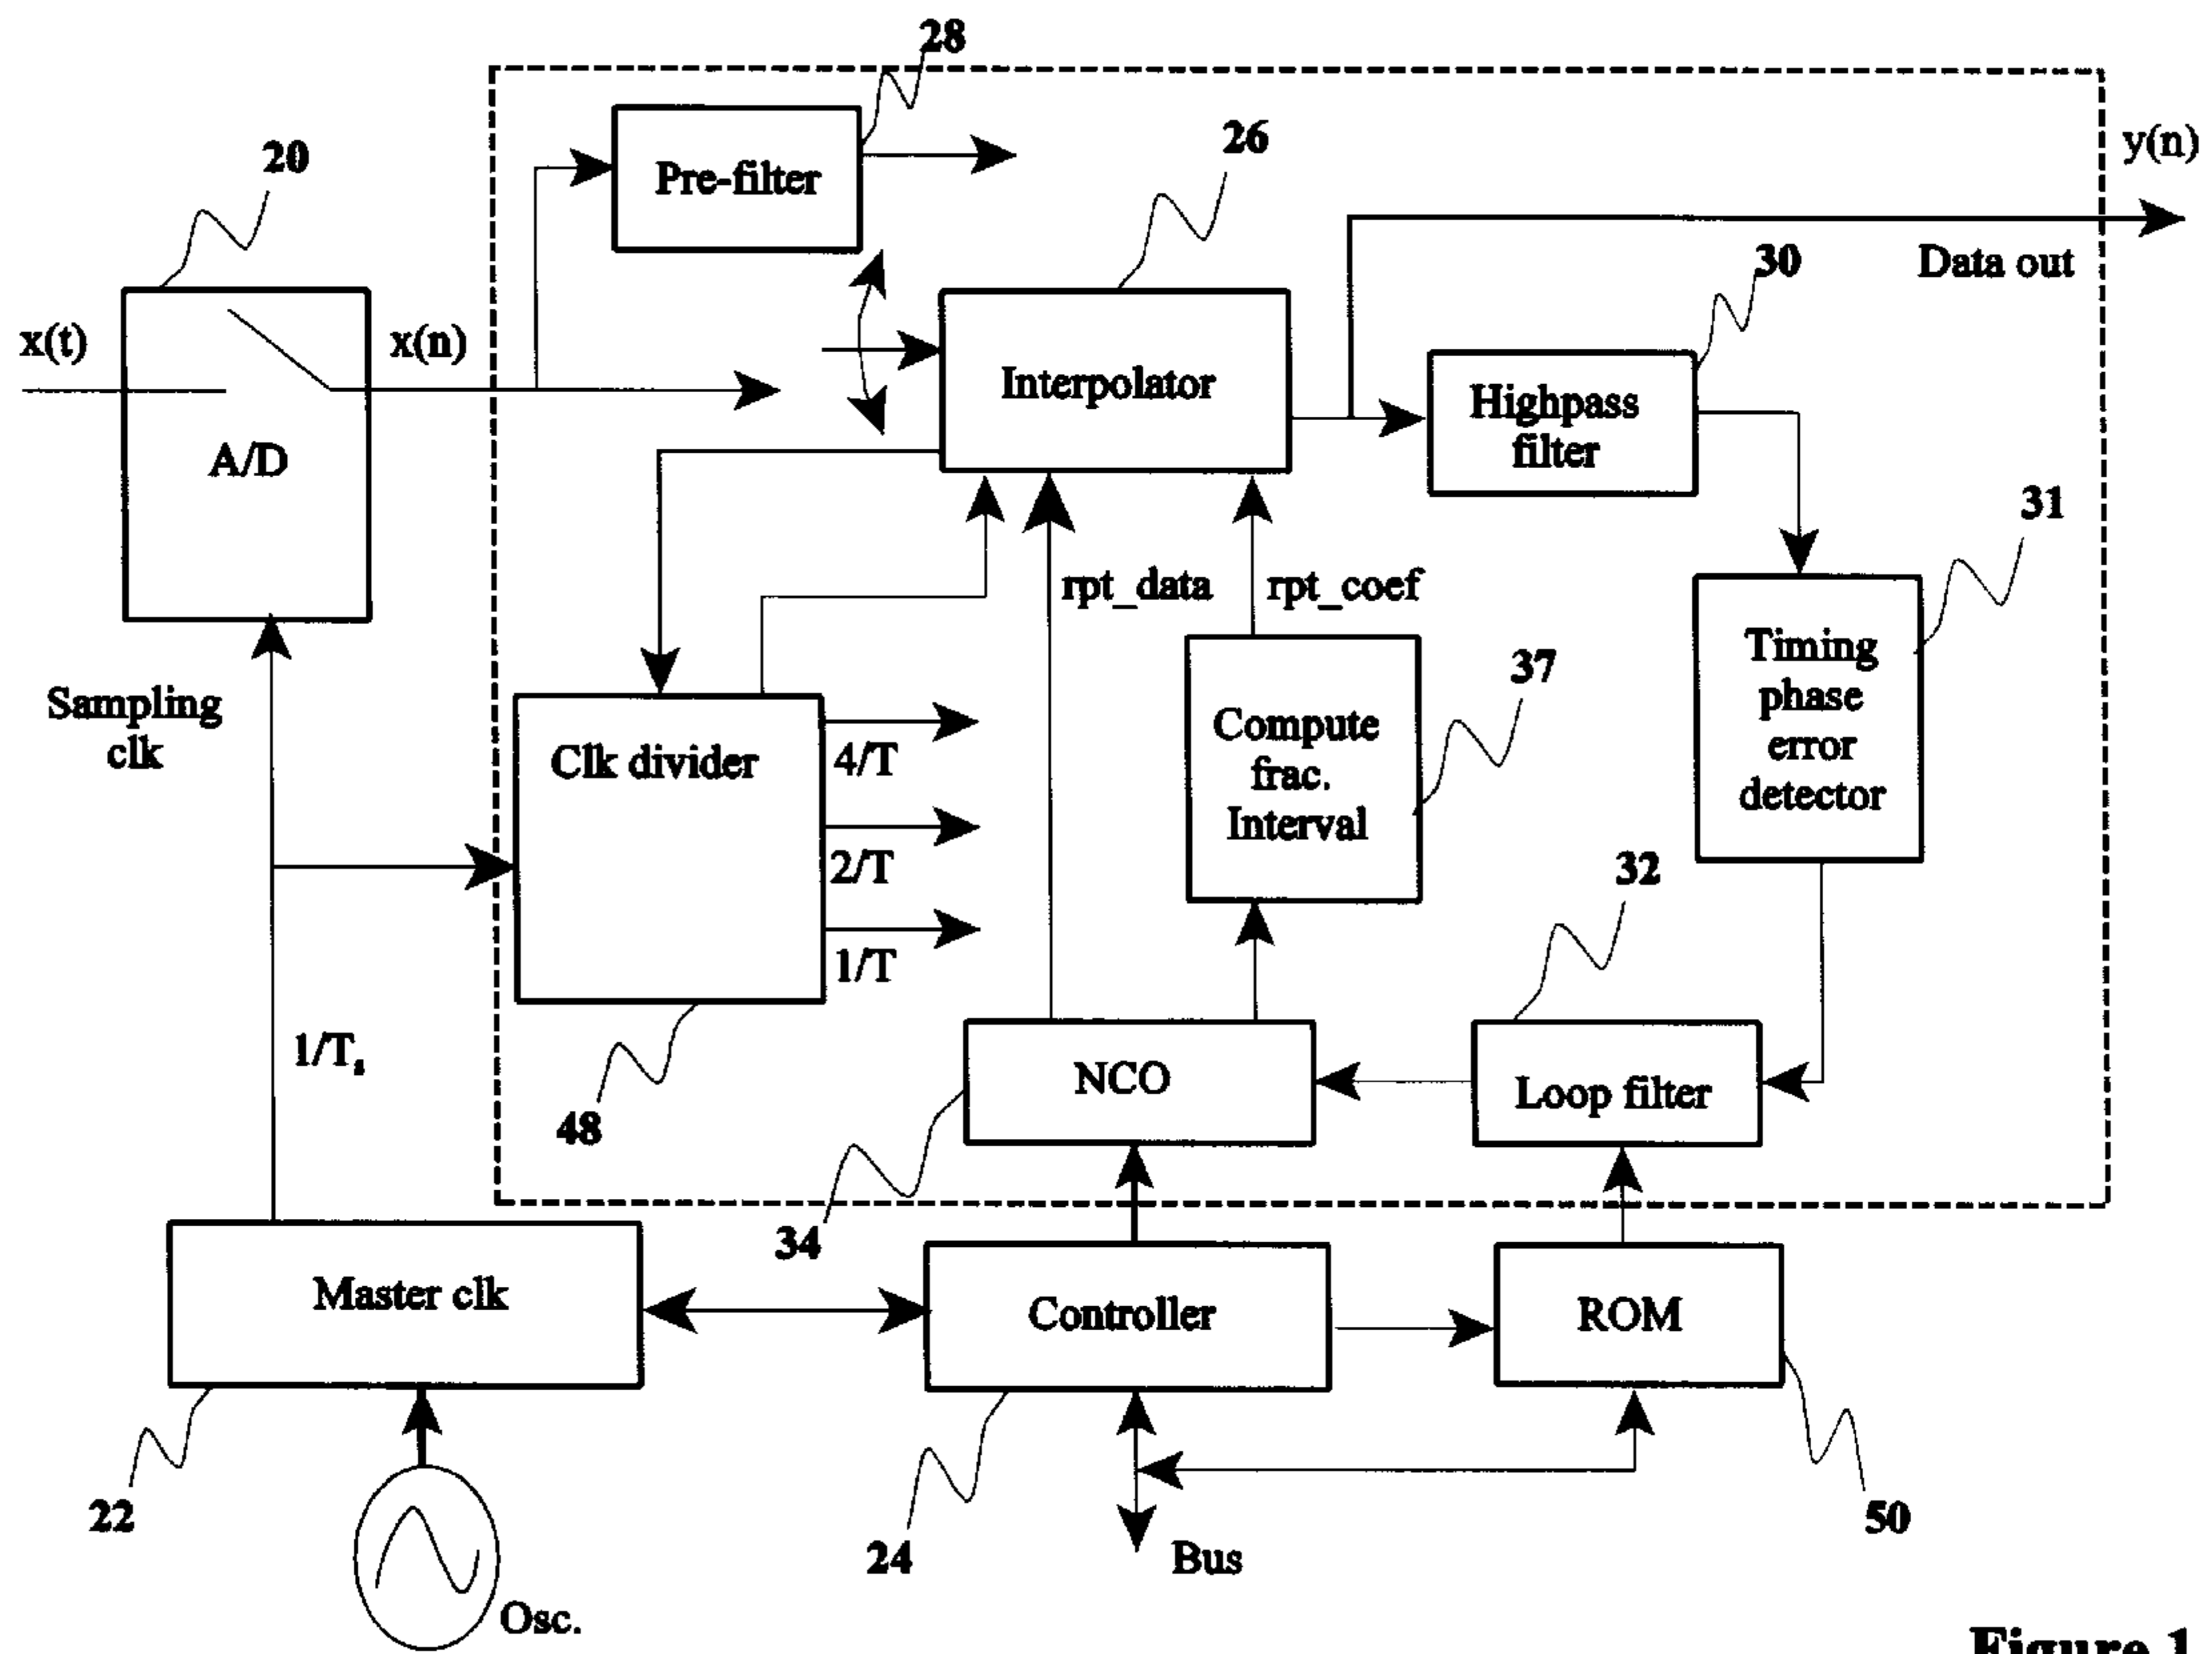 28
20
Pre-filter
26
y(n)
x(t)
x(n)
A/D
Interpolator
30
Data out
Highpass
filter
31
Sampling
clk
rpt_data
rpt_coef
Timing
phase
error
detector
37
Compute
frac.
Interval
Clk divider
4/T
2/T
1/T
32
1/Ts
48
NCO
Loop filter
34
Master clk
Controller
ROM
22
24
50
Bus
Osc.
Figure 1